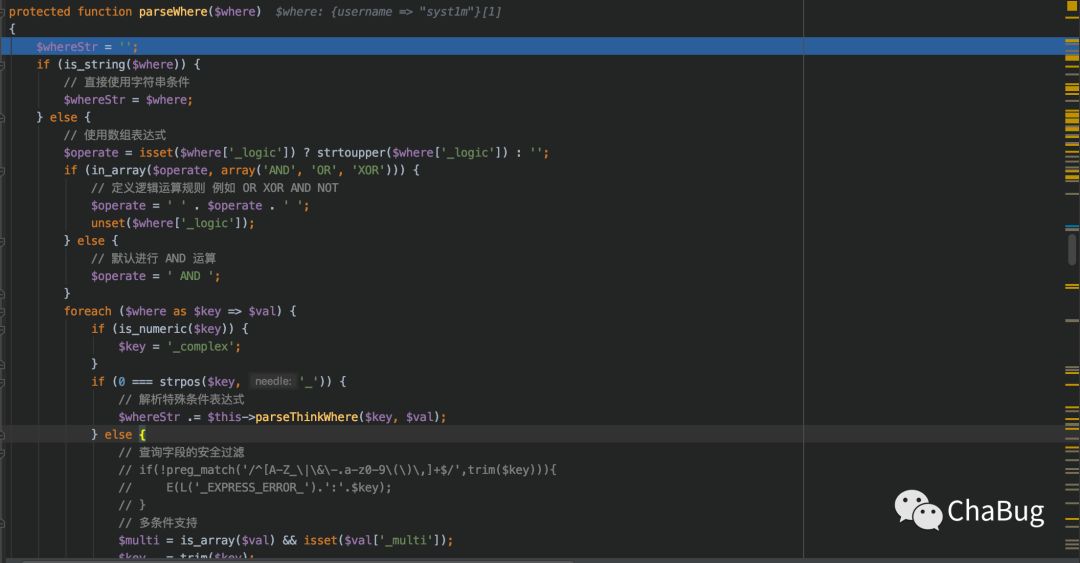 protected function parseWhere($where)  $where: {username => "syst1m"}[1]
{
    $whereStr = '';
    if (is_string($where)) {
        // 直接使用字符串条件
        $whereStr = $where;
    } else {
        // 使用数组表达式
        $operate = isset($where['_logic']) ? strtoupper($where['_logic']) : '';
        if (in_array($operate, array('AND', 'OR', 'XOR'))) {
            // 定义逻辑运算规则 例如 OR XOR AND NOT
            $operate = ' ' . $operate . ' ';
            unset($where['_logic']);
        } else {
            // 默认进行 AND 运算
            $operate = ' AND ';
        }
        foreach ($where as $key => $val) {
            if (is_numeric($key)) {
                $key = '_complex';
            }
            if (0 === strpos($key, needle: '_')) {
                // 解析特殊条件表达式
                $whereStr .= $this->parseThinkWhere($key, $val);
            } else {
                // 查询字段的安全过滤
                // if(!preg_match('/^[A-Z_\|\&\-.a-z0-9\(\)\,]+$/',trim($key))){
                //     E(L('_EXPRESS_ERROR_').':'.$key);
                // }
                // 多条件支持
                $multi = is_array($val) && isset($val['_multi']);
                $key   = trim($key);
ChaBug